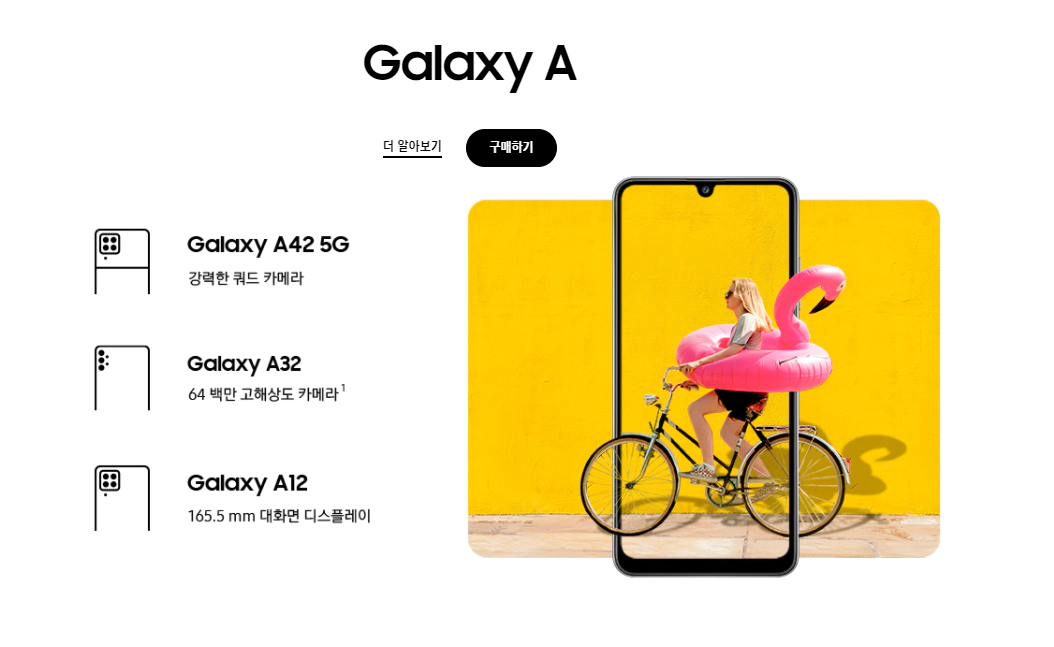 Galaxy A
더 알아보기
구매하기
Galaxy A42 5G
강력한 쿼드 카메라
Galaxy A32
64 백만 고해상도 카메라1
Galaxy A12
165.5 mm 대화면 디스플레이